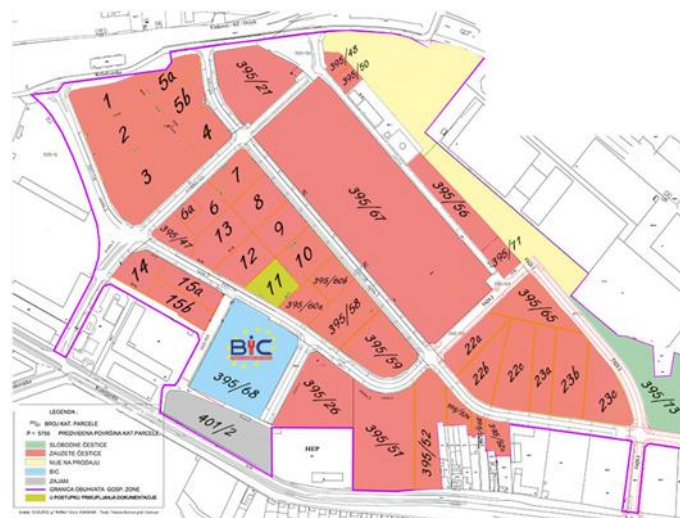 395/48
395/50
395/21
5a
5b
1
2
4
3
395/67
395/56
395/71
7
6a
6
8
395/47
13
9
12
10
11
395/60b
395/60a
395/58
395/59
14
15a
15b
BIC
395/68
401/2
395/65
22a
22b
22c
23a
23b
23c
395/73
395/26
395/51
395/52
HEP
LEGENDA :
BROJ KAT. PARCELE
P = 5755 PREDVIĐENA POVRŠINA KAT.PARCELE
SLOBODNE ČESTICE
ZAUZETE ČESTICE
NIJE NA PRODAJU
BIC
ZAJAM
GRANICA OBUHVATA GOSP. ZONE
U POSTUPKU PRIKUPLJANJA DOKUMENTACIJE